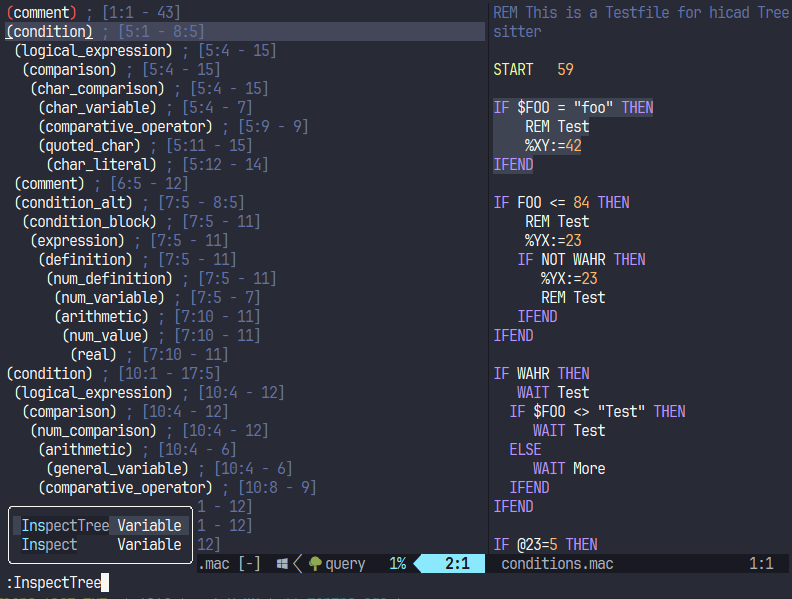 (comment) ; [1:1 - 43]
(condition) ; [5:1 - 8:5]
(logical_expression) ; [5:4 - 15]
(comparison) ; [5:4 - 15]
(char_comparison) ; [5:4 - 15]
(char_variable) ; [5:4 - 7]
(comparative_operator) ; [5:9 - 9]
(quoted_char) ; [5:11 - 15]
(char_literal) ; [5:12 - 14]
(comment) ; [6:5 - 12]
(condition_alt) ; [7:5 - 8:5]
(condition_block) ; [7:5 - 11]
(expression) ; [7:5 - 11]
(definition) ; [7:5 - 11]
(num_definition) ; [7:5 - 11]
(num_variable) ; [7:5 - 7]
(arithmetic) ; [7:10 - 11]
(num_value) ; [7:10 - 11]
(real) ; [7:10 - 11]
(condition) ; [10:1 - 17:5]
(logical_expression) ; [10:4 - 12]
(comparison) ; [10:4 - 12]
(num_comparison) ; [10:4 - 12]
(arithmetic) ; [10:4 - 6]
(general_variable) ; [10:4 - 6]
(comparative_operator) ; [10:8 - 9]
1 - 12]
1 - 12]
12]
InspectTree Variable
Inspect Variable
.mac [-] query 1% 2:1
:InspectTree
REM This is a Testfile for hicad Tree
sitter
START 59
IF $FOO = "foo" THEN
REM Test
%XY:=42
IFEND
IF FOO <= 84 THEN
REM Test
%YX:=23
IF NOT WAHR THEN
%YX:=23
REM Test
IFEND
IFEND
IF WAHR THEN
WAIT Test
IF $FOO <> "Test" THEN
WAIT Test
ELSE
WAIT More
IFEND
IFEND
IF @23=5 THEN
conditions.mac 1:1